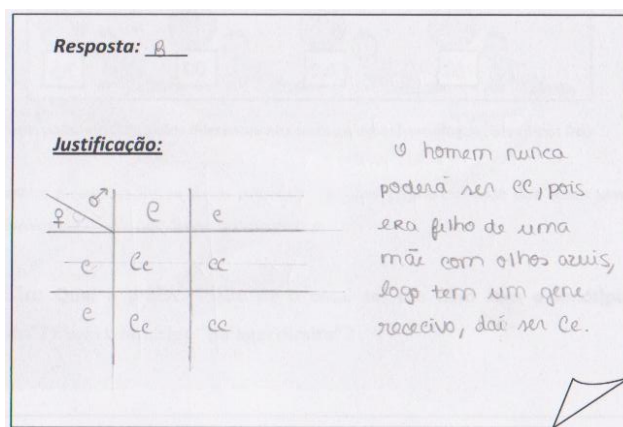 Resposta: B
Justificação:
♀ ♂ C c
c Cc cc
c Cc cc
O homem nunca
poderá ser CC, pois
era filho de uma
mãe com olhos azuis,
logo tem um gene
rececivo, daí ser Cc.